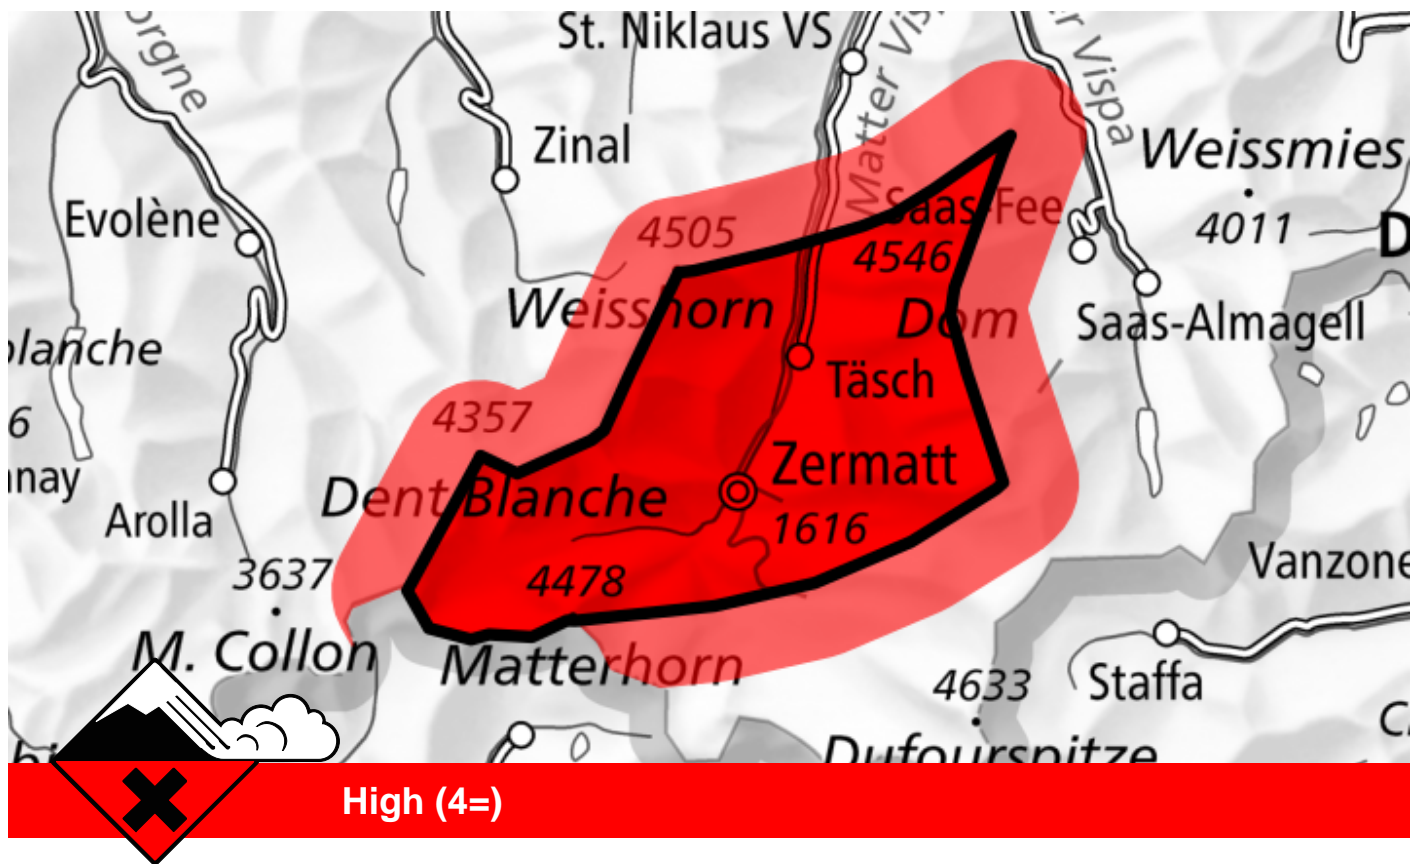 St. Niklaus VS
Zinal
Weissmies
4011
Evolène
4505
Saas-Fee
4546
Weisshorn
Dom
Saas-Almagell
Täsch
4357
Zermatt
1616
Dent Blanche
Arolla
3637
4478
Vanzone
M. Collon
Matterhorn
4633
Staffa
Dufourspitze
High (4=)